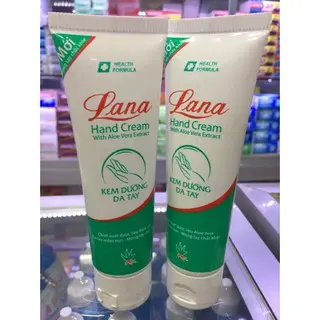 Mới
HEALTH
FORMULA
Lana
Hand Cream
With Aloe Vera Extract
KEM DƯỠNG
DA TAY
Mới
HEALTH
FORMULA
Lana
Hand Cream
With Aloe Vera Extract
KEM DƯỠNG
DA TAY